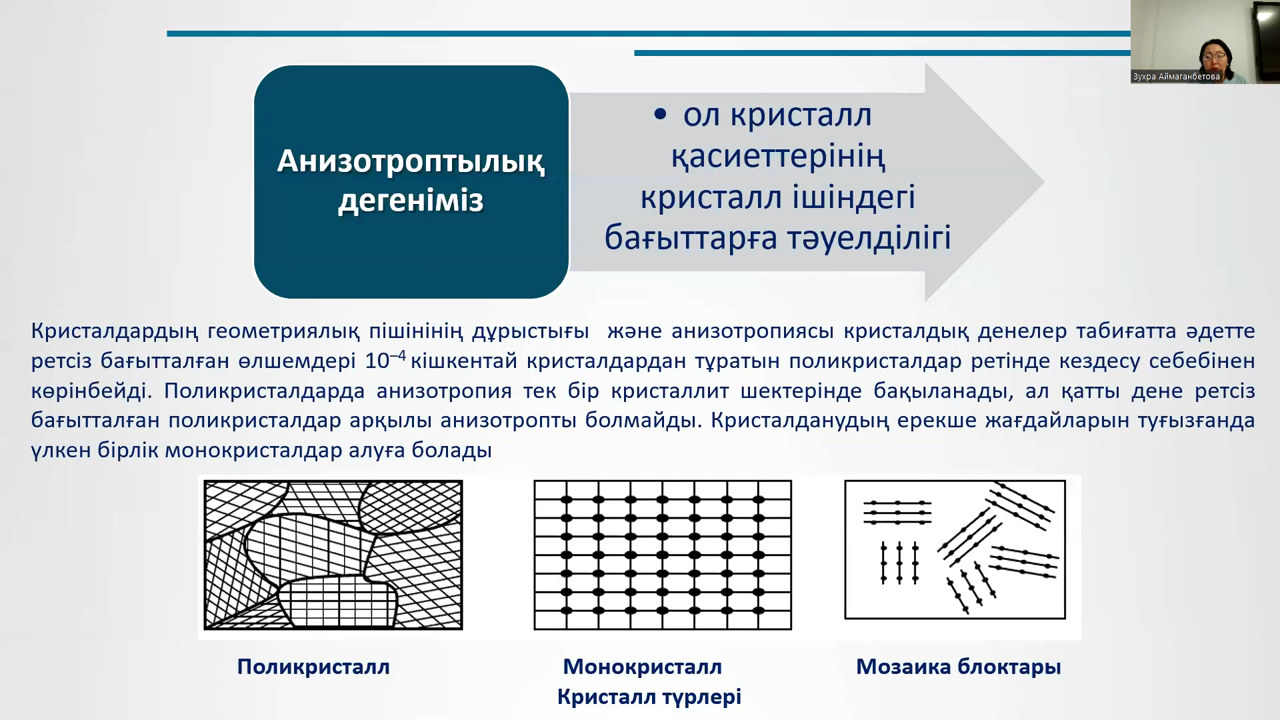 Зухра Аймаганбетова
Анизотроптылық
дегеніміз
• ол кристалл
қасиеттерінің
кристалл ішіндегі
бағыттарға тәуелділігі
Кристалдардың геометриялық пішінінің дұрыстығы және анизотропиясы кристалдық денелер табиғатта әдетте
ретсіз бағытталған өлшемдері 10⁻⁴ кішкентай кристалдардан тұратын поликристалдар ретінде кездесу себебінен
көрінбейді. Поликристалдарда анизотропия тек бір кристаллит шектерінде бақыланады, ал қатты дене ретсіз
бағытталған поликристалдар арқылы анизотропты болмайды. Кристалданудың ерекше жағдайларын туғызғанда
үлкен бірлік монокристалдар алуға болады
Поликристалл
Монокристалл
Мозаика блоктары
Кристалл түрлері